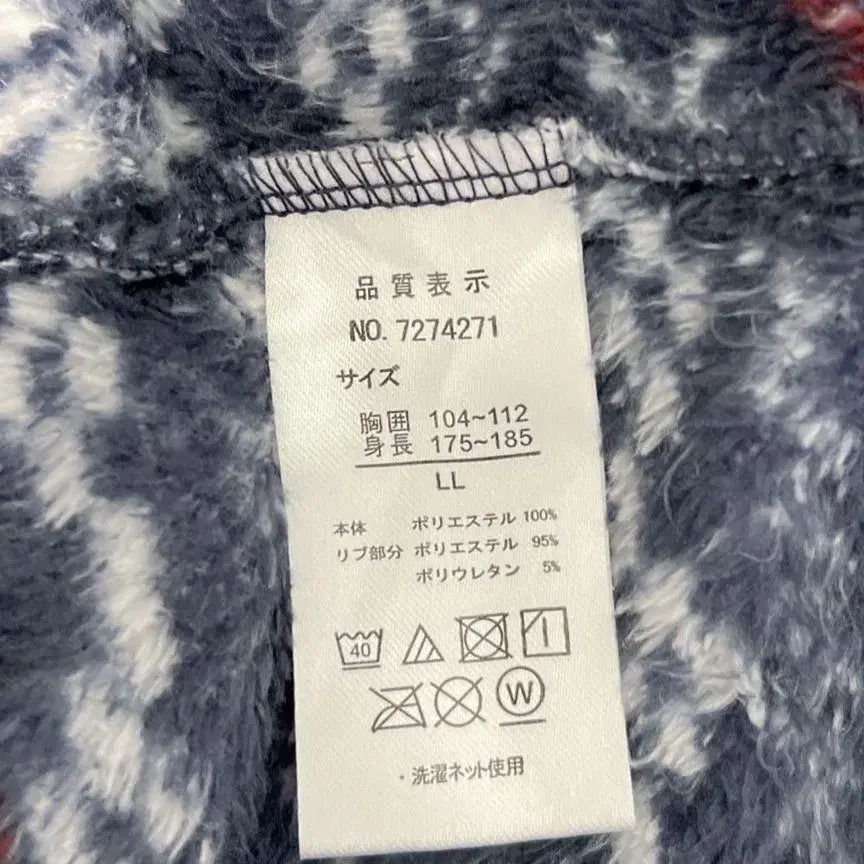 品質表示
NO. 7274271
サイズ
胸囲 104~112
身長 175~185
LL
本体 ポリエステル 100%
リブ部分 ポリエステル 95%
ポリウレタン 5%
40
W
・洗濯ネット使用